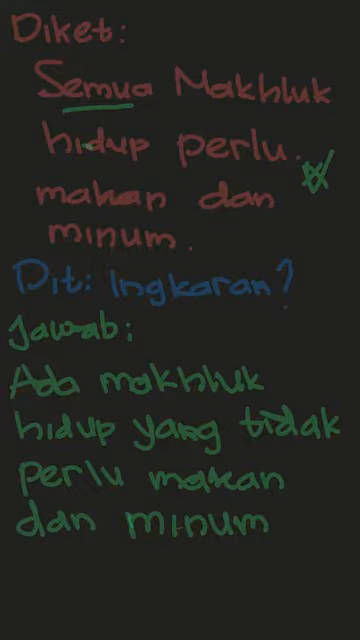 Diket:
Semua Makhluk
hidup perlu
makan dan
minum.
Dit: Ingkaran?
Jawab:
Ada makhluk
hidup yang tidak
perlu makan
dan minum